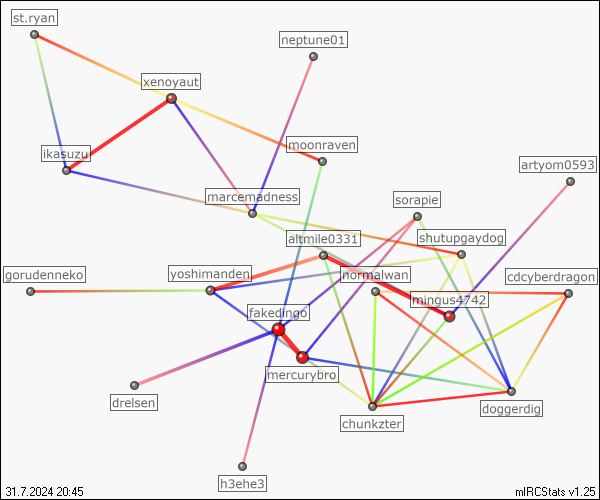 st.ryan
neptune01
xenoyaut
moonraven
ikasuzu
artyom0593
marcemadness
sorapie
altmile0331
shutupgaydog
gorudenneko
yoshimanden
normalwan
cdcyberdragon
mingus4742
fakedingo
mercurybro
drelsen
doggerdig
chunkzter
h3ehe3
31.7.2024 20:45
mIRCStats v1.25